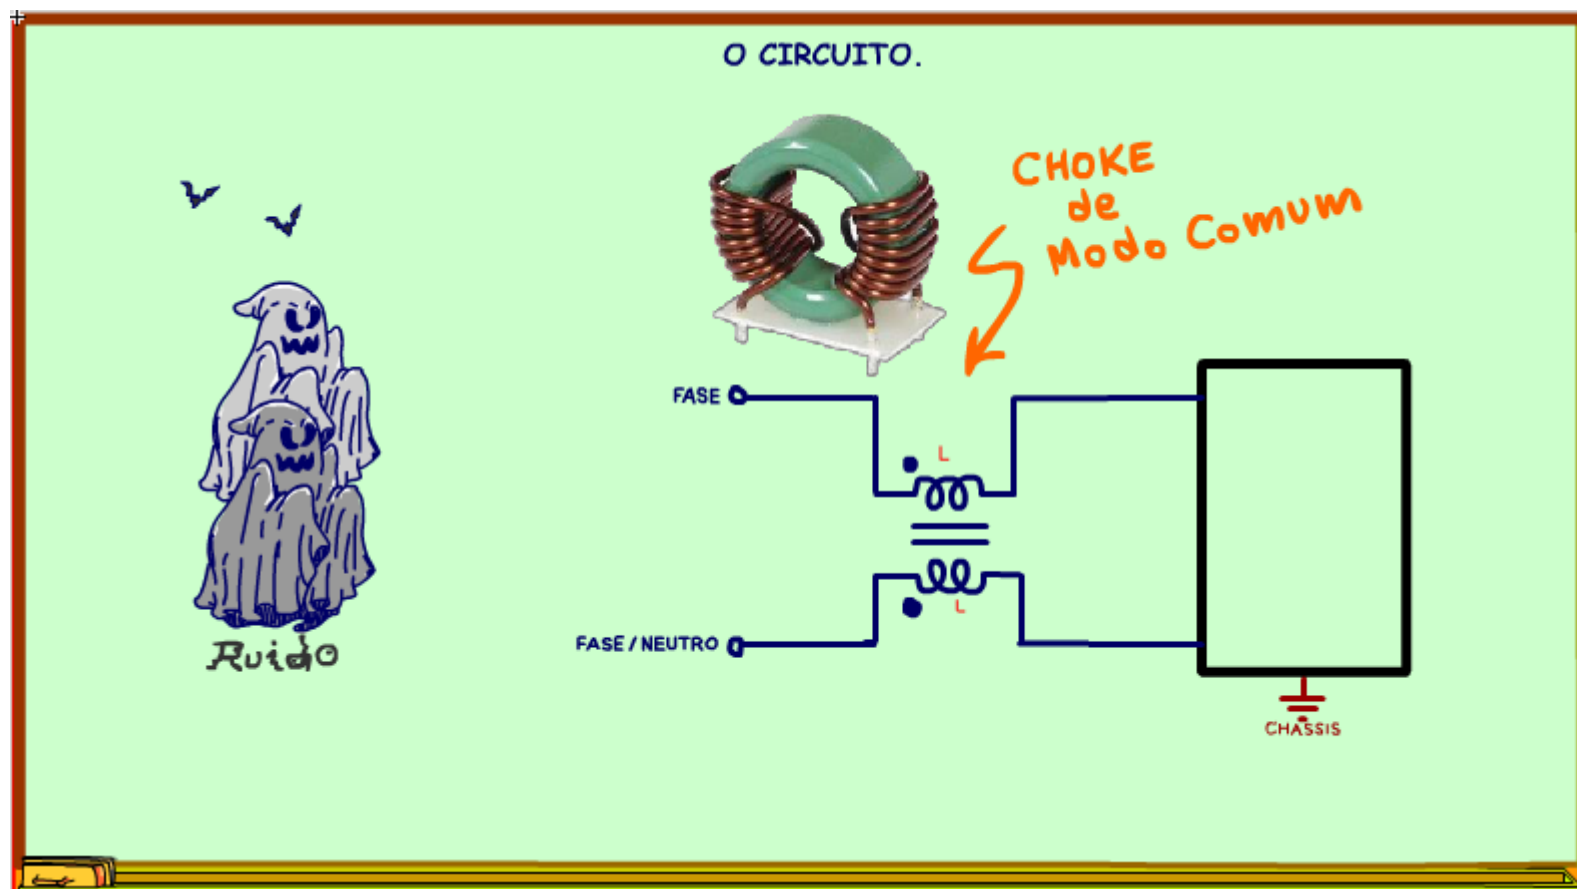 O CIRCUITO.
CHOKE
de
Modo Comum
FASE
L
L
FASE / NEUTRO
Ruido
CHASSIS